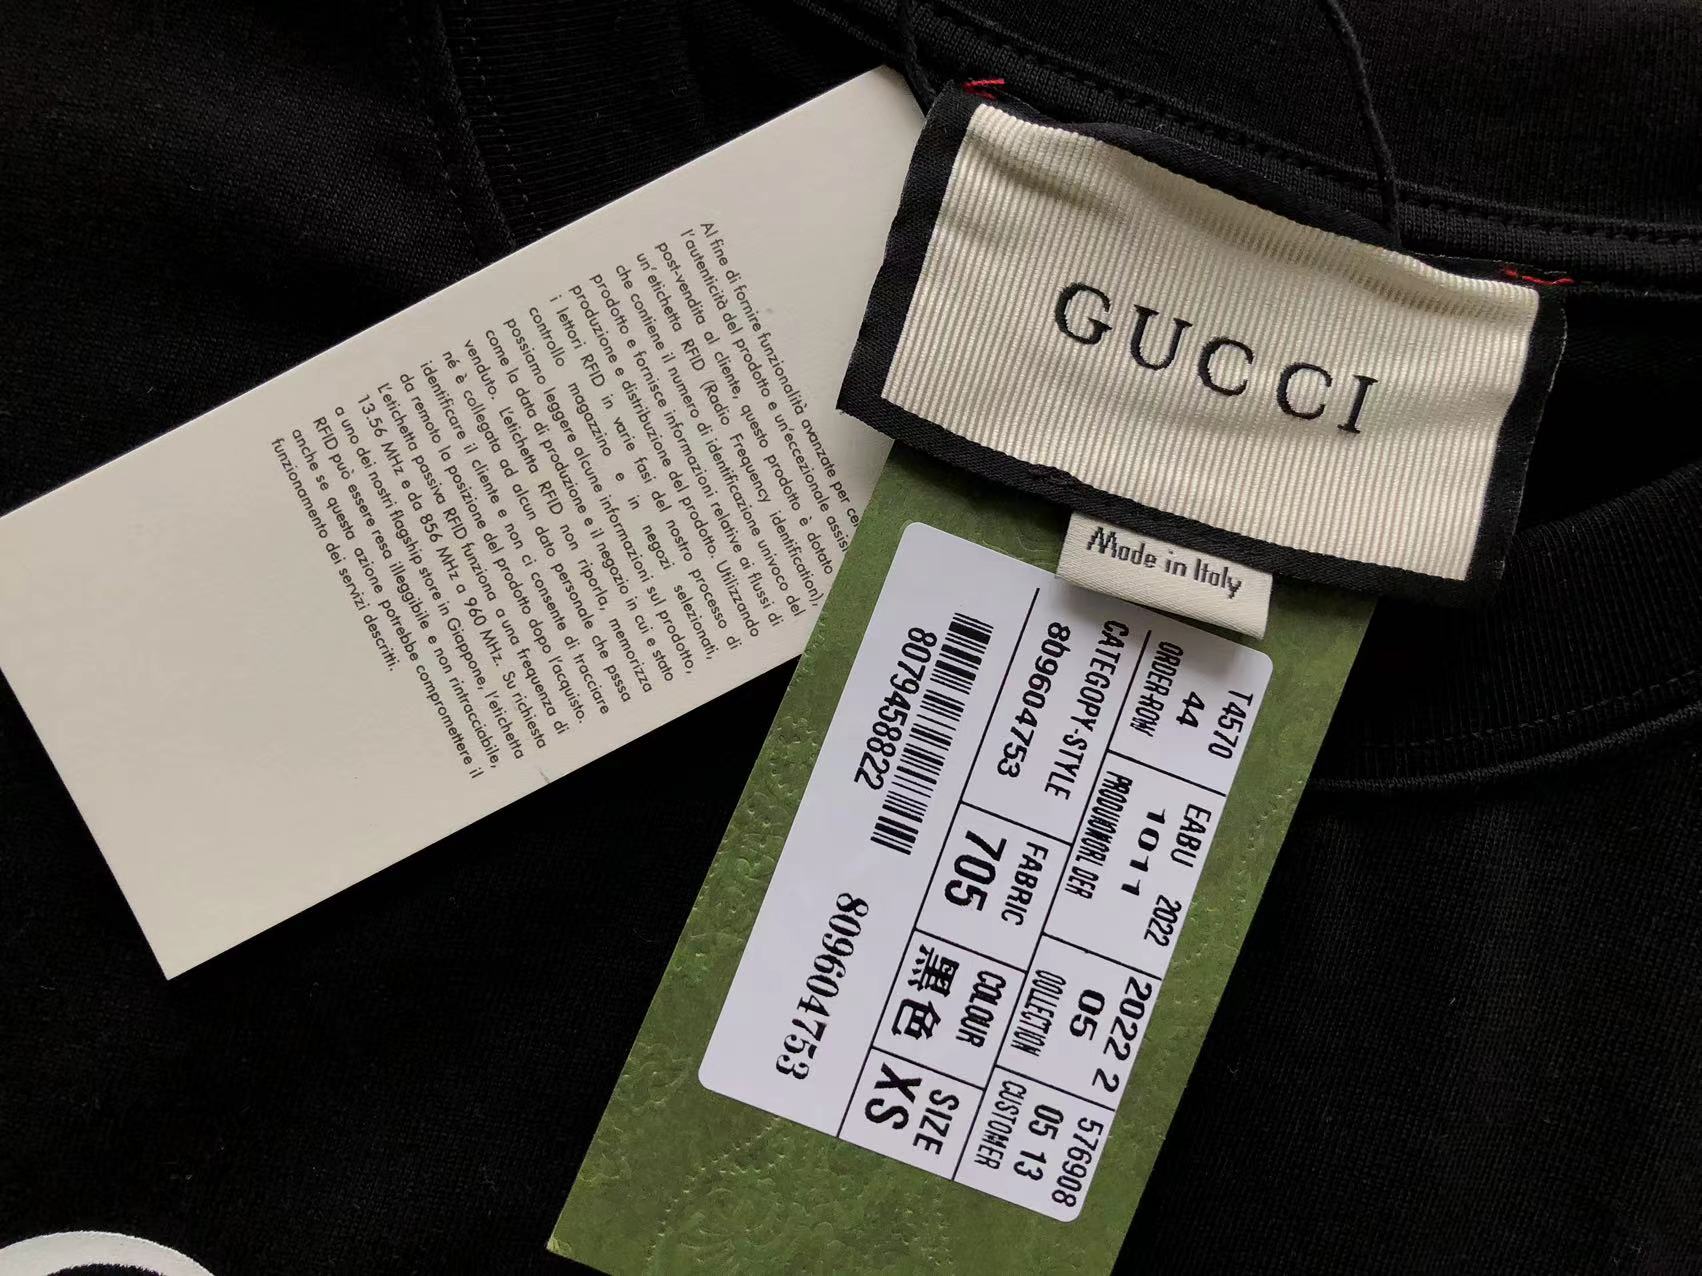 GUCCI
Made in Italy
Al fine di fornire funzionalità avanzate per
l'autenticità del prodotto e un'eccezionale
post-vendita al cliente, questo prodotto è dotato
un'etichetta RFID (Radio Frequency identification),
che contiene il numero di identificazione univoco del
prodotto e fornisce informazioni relative ai flussi di
produzione e distribuzione del prodotto. Utilizzando
i lettori RFID in varie fasi del nostro processo di
controllo magazzino e in negozi selezionati,
possiamo leggere alcune informazioni sul prodotto,
come la data di produzione e il negozio in cui è stato
venduto. L'etichetta RFID non riporta, memorizza
né è collegata ad alcun dato personale che possa
identificare il cliente e non ci consente di tracciare
da remoto la posizione del prodotto dopo l'acquisto.
L'etichetta passiva RFID funziona a una frequenza di
13.56 MHz e da 856 MHz a 960 MHz. Su richiesta
a uno dei nostri flagship store in Giappone, l'etichetta
RFID può essere resa illeggibile e non rintracciabile,
anche se questa azione potrebbe compromettere il
funzionamento dei servizi descritti.
T4570 EABU 2022 2022 2 576908
44 1011 05 05 13
ORDER-ROW COLLECTION CUSTOMER
CATEGOPY-STYLE FABRIC COLOUR SIZE
8b9604753 705 黑色 XS
8079458822
809604753